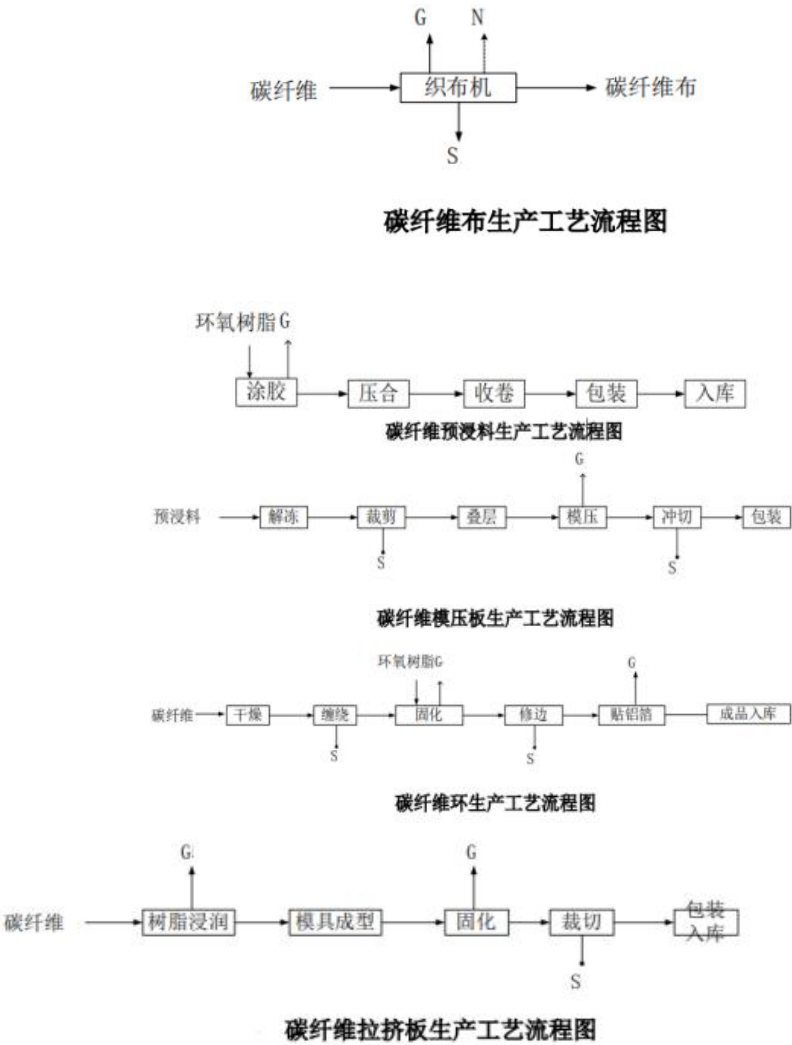 G N
碳纤维 织布机 碳纤维布
S
碳纤维布生产工艺流程图
环氧树脂 G
涂胶 压合 收卷 包装 入库
碳纤维预浸料生产工艺流程图
G
预浸料 解冻 裁剪 叠层 模压 冲切 包装
S S
碳纤维模压板生产工艺流程图
环氧树脂G G
碳纤维 干燥 缠绕 固化 修边 贴铝箔 成品入库
S S
碳纤维环生产工艺流程图
G G
碳纤维 树脂浸润 模具成型 固化 裁切 包装
入库
S
碳纤维拉挤板生产工艺流程图